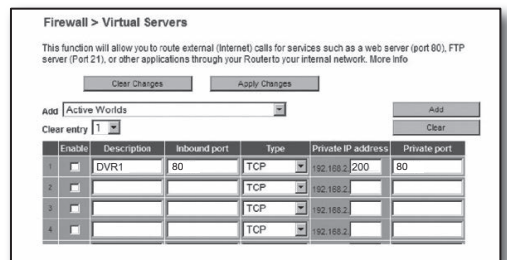 Firewall > Virtual Servers
This function will allow you to route external (Internet) calls for services such as a web server (port 80), FTP
server (Port 21), or other applications through your Router to your internal network. More Info
Clear Changes Apply Changes
Add Active Worlds Add
Clear entry 1 Clear
Enable Description Inbound port Type Private IP address Private port
1 DVR1 80 TCP 192.168.2. 200 80
2 TCP 192.168.2.
3 TCP 192.168.2.
4 TCP 192.168.2.